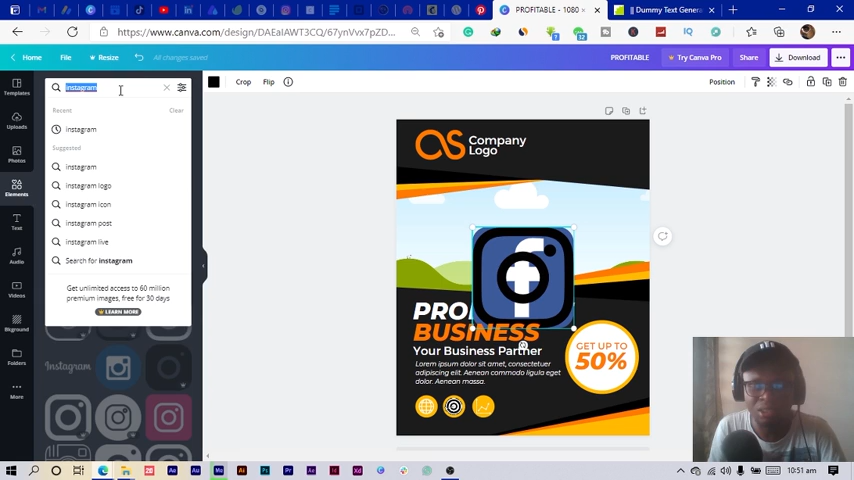 PROFITABLE - 1080 ×
|| Dummy Text Genera
https://www.canva.com/design/DAEaIAWT3CQ/67ynVvx7pZD...
Home
File
Resize
All changes saved
PROFITABLE
Try Canva Pro
Share
Download
Templates
Uploads
Photos
Elements
Text
Audio
Videos
Bkground
Folders
More
instagram
Recent
Clear
instagram
Suggested
instagram
instagram logo
instagram icon
instagram post
instagram live
Search for instagram
Get unlimited access to 60 million
premium images, free for 30 days
LEARN MORE
Instagram
Crop
Flip
Position
Company
Logo
PRO
BUSINESS
Your Business Partner
Lorem ipsum dolor sit amet, consectetuer
adipiscing elit. Aenean commodo ligula eget
dolor. Aenean massa.
GET UP TO
50%
10:51 am